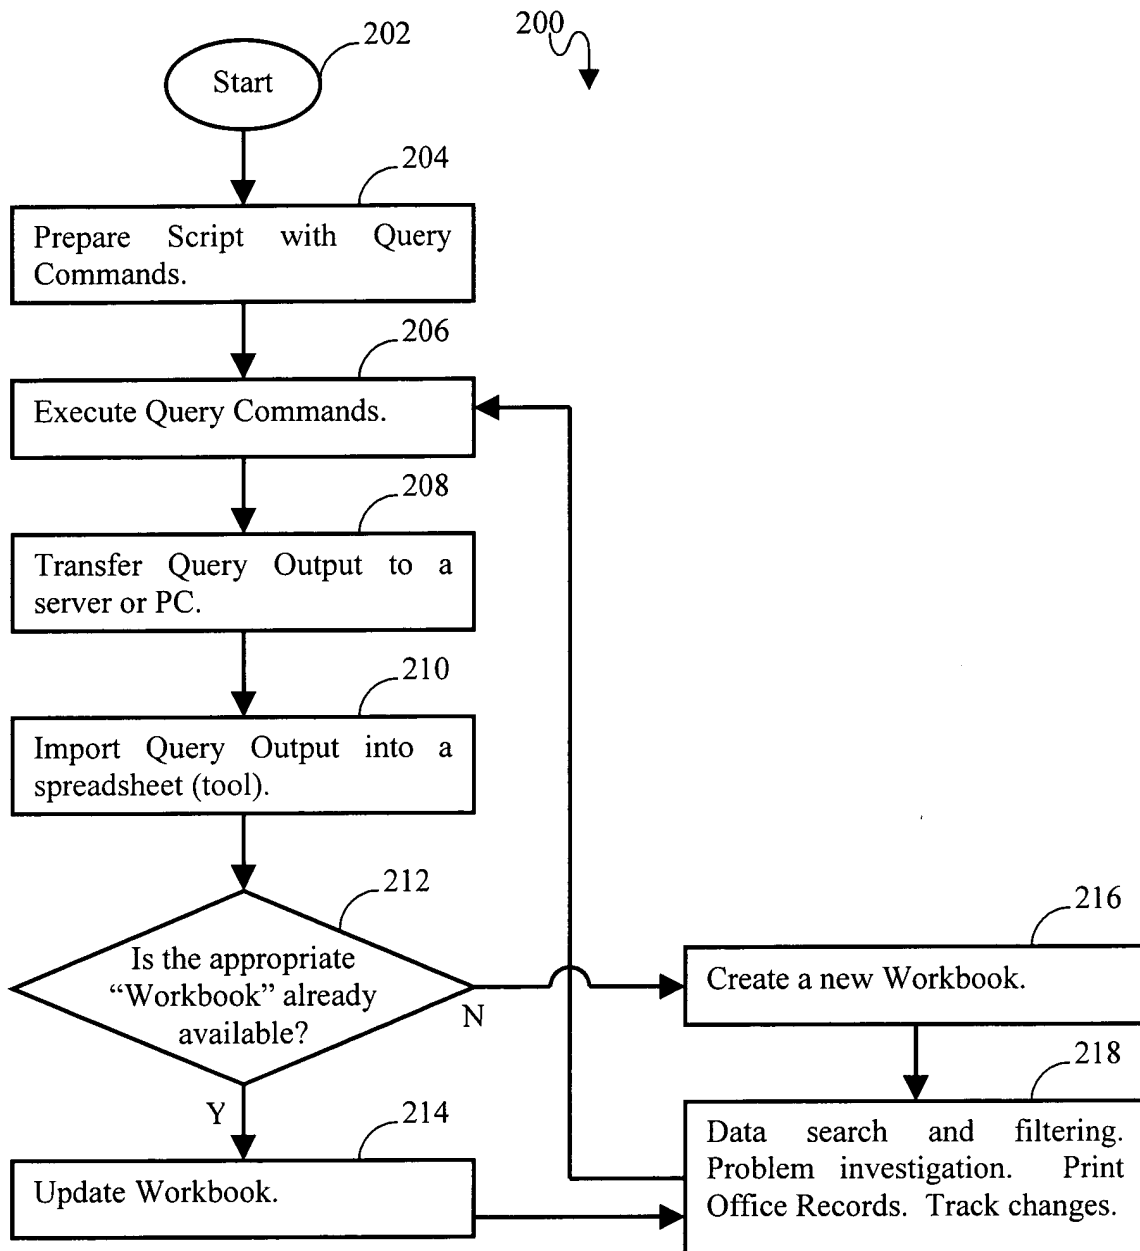 202
200
Start
204
Prepare Script with Query
Commands.
206
Execute Query Commands.
208
Transfer Query Output to a
server or PC.
210
Import Query Output into a
spreadsheet (tool).
212
Is the appropriate
“Workbook” already
available?
N
Y
216
Create a new Workbook.
218
Data search and filtering.
Problem investigation. Print
Office Records. Track changes.
214
Update Workbook.